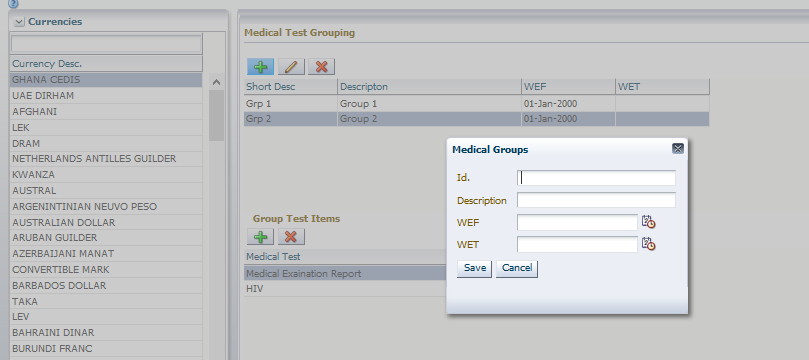 Currencies
Currency Desc.
GHANA CEDIS
UAE DIRHAM
AFGHANI
LEK
DRAM
NETHERLANDS ANTILLES GUILDER
KWANZA
AUSTRAL
ARGENINTINIAN NEUVO PESO
AUSTRALIAN DOLLAR
ARUBAN GUILDER
AZERBAIJANI MANAT
CONVERTIBLE MARK
BARBADOS DOLLAR
TAKA
LEV
BAHRAINI DINAR
BURUNDI FRANC
Medical Test Grouping
Short Desc Descripton WEF WET
Grp 1 Group 1 01-Jan-2000
Grp 2 Group 2 01-Jan-2000
Group Test Items
Medical Test
Medical Exaination Report
HIV
Medical Groups
Id.
Description
WEF
WET
Save Cancel